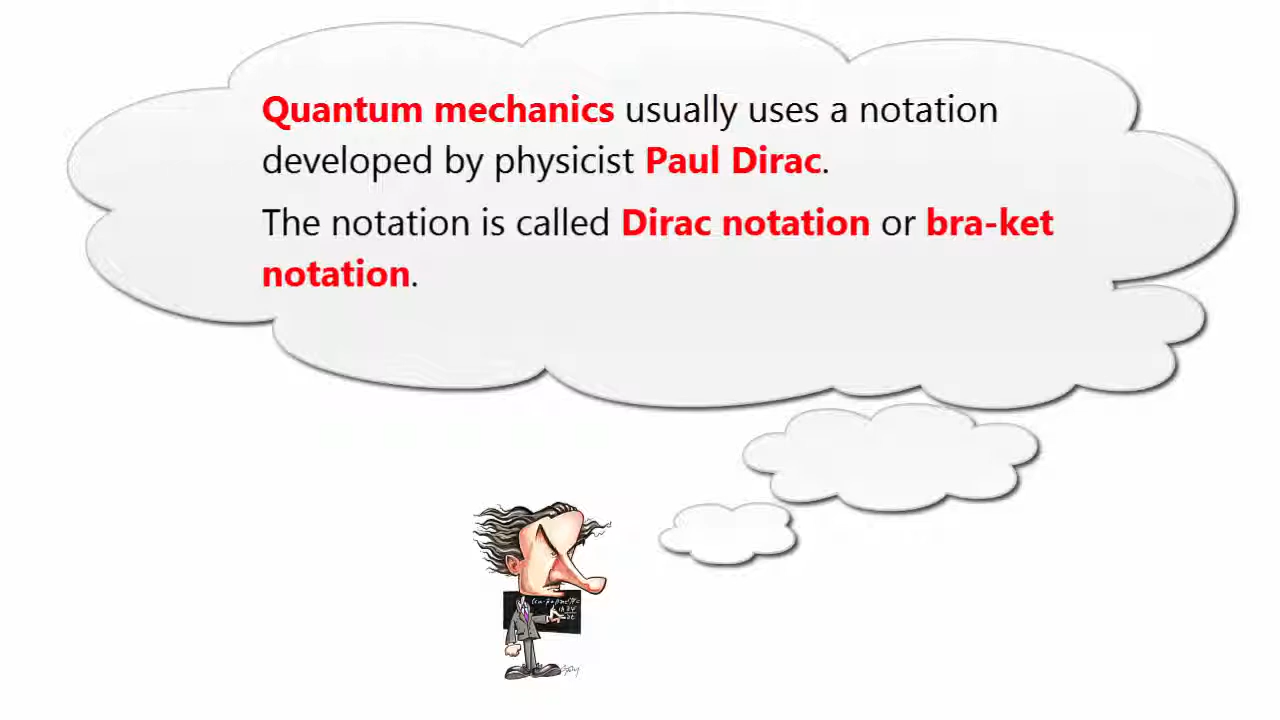 Quantum mechanics usually uses a notation
developed by physicist Paul Dirac.
The notation is called Dirac notation or bra-ket
notation.